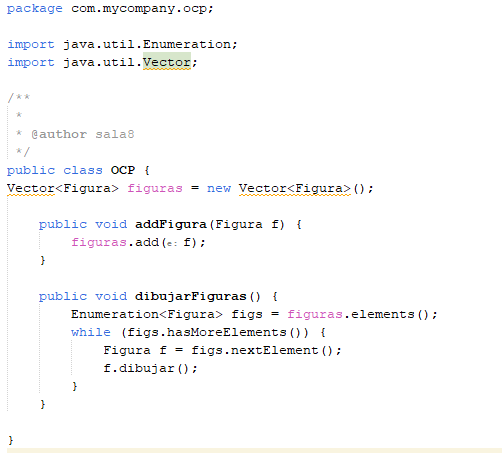 package com.mycompany.ocp;
import java.util.Enumeration;
import java.util.Vector;
/**
 *
 * @author sala8
 */
public class OCP {
Vector<Figura> figuras = new Vector<Figura>();
    public void addFigura(Figura f) {
        figuras.add(e: f);
    }
    public void dibujarFiguras() {
        Enumeration<Figura> figs = figuras.elements();
        while (figs.hasMoreElements()) {
            Figura f = figs.nextElement();
            f.dibujar();
        }
    }
}